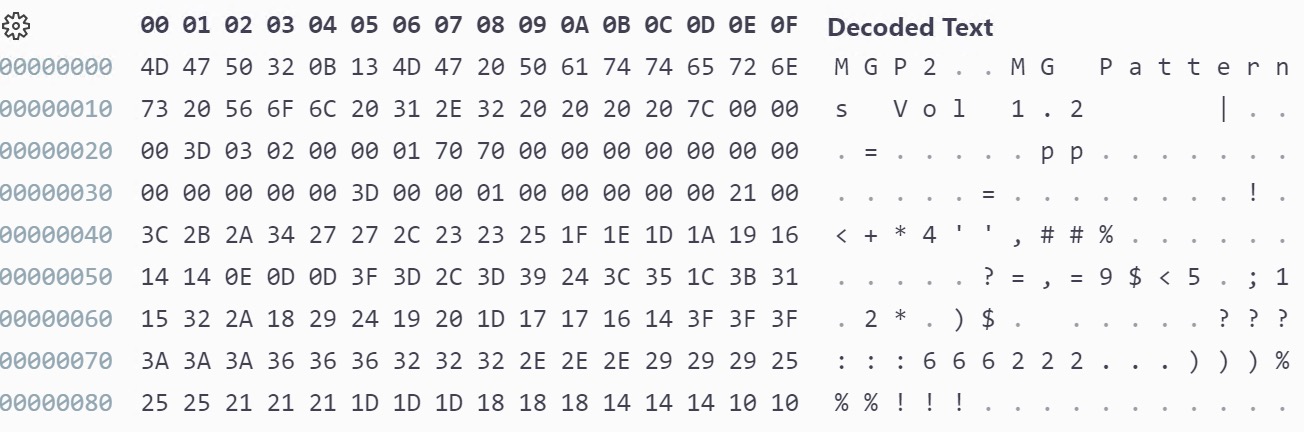 00 01 02 03 04 05 06 07 08 09 0A 0B 0C 0D 0E 0F Decoded Text
00000000 4D 47 50 32 0B 13 4D 47 20 50 61 74 74 65 72 6E M G P 2 . . M G   P a t t e r n
00000010 73 20 56 6F 6C 20 31 2E 32 20 20 20 20 7C 00 00 s   V o l   1 . 2         | . .
00000020 00 3D 03 02 00 00 01 70 70 00 00 00 00 00 00 00 . = . . . . . p p . . . . . . .
00000030 00 00 00 00 00 3D 00 00 01 00 00 00 00 00 21 00 . . . . . = . . . . . . . . ! .
00000040 3C 2B 2A 34 27 27 2C 23 23 25 1F 1E 1D 1A 19 16 < + * 4 ' ' , # # % . . . . . .
00000050 14 14 0E 0D 0D 3F 3D 2C 3D 39 24 3C 35 1C 3B 31 . . . . . ? = , = 9 $ < 5 . ; 1
00000060 15 32 2A 18 29 24 19 20 1D 17 17 16 14 3F 3F 3F . 2 * . ) $ .   . . . . . ? ? ?
00000070 3A 3A 3A 36 36 36 32 32 32 2E 2E 2E 29 29 29 25 : : : 6 6 6 2 2 2 . . . ) ) ) %
00000080 25 25 21 21 21 1D 1D 1D 18 18 18 14 14 14 10 10 % % ! ! ! . . . . . . . . . . .